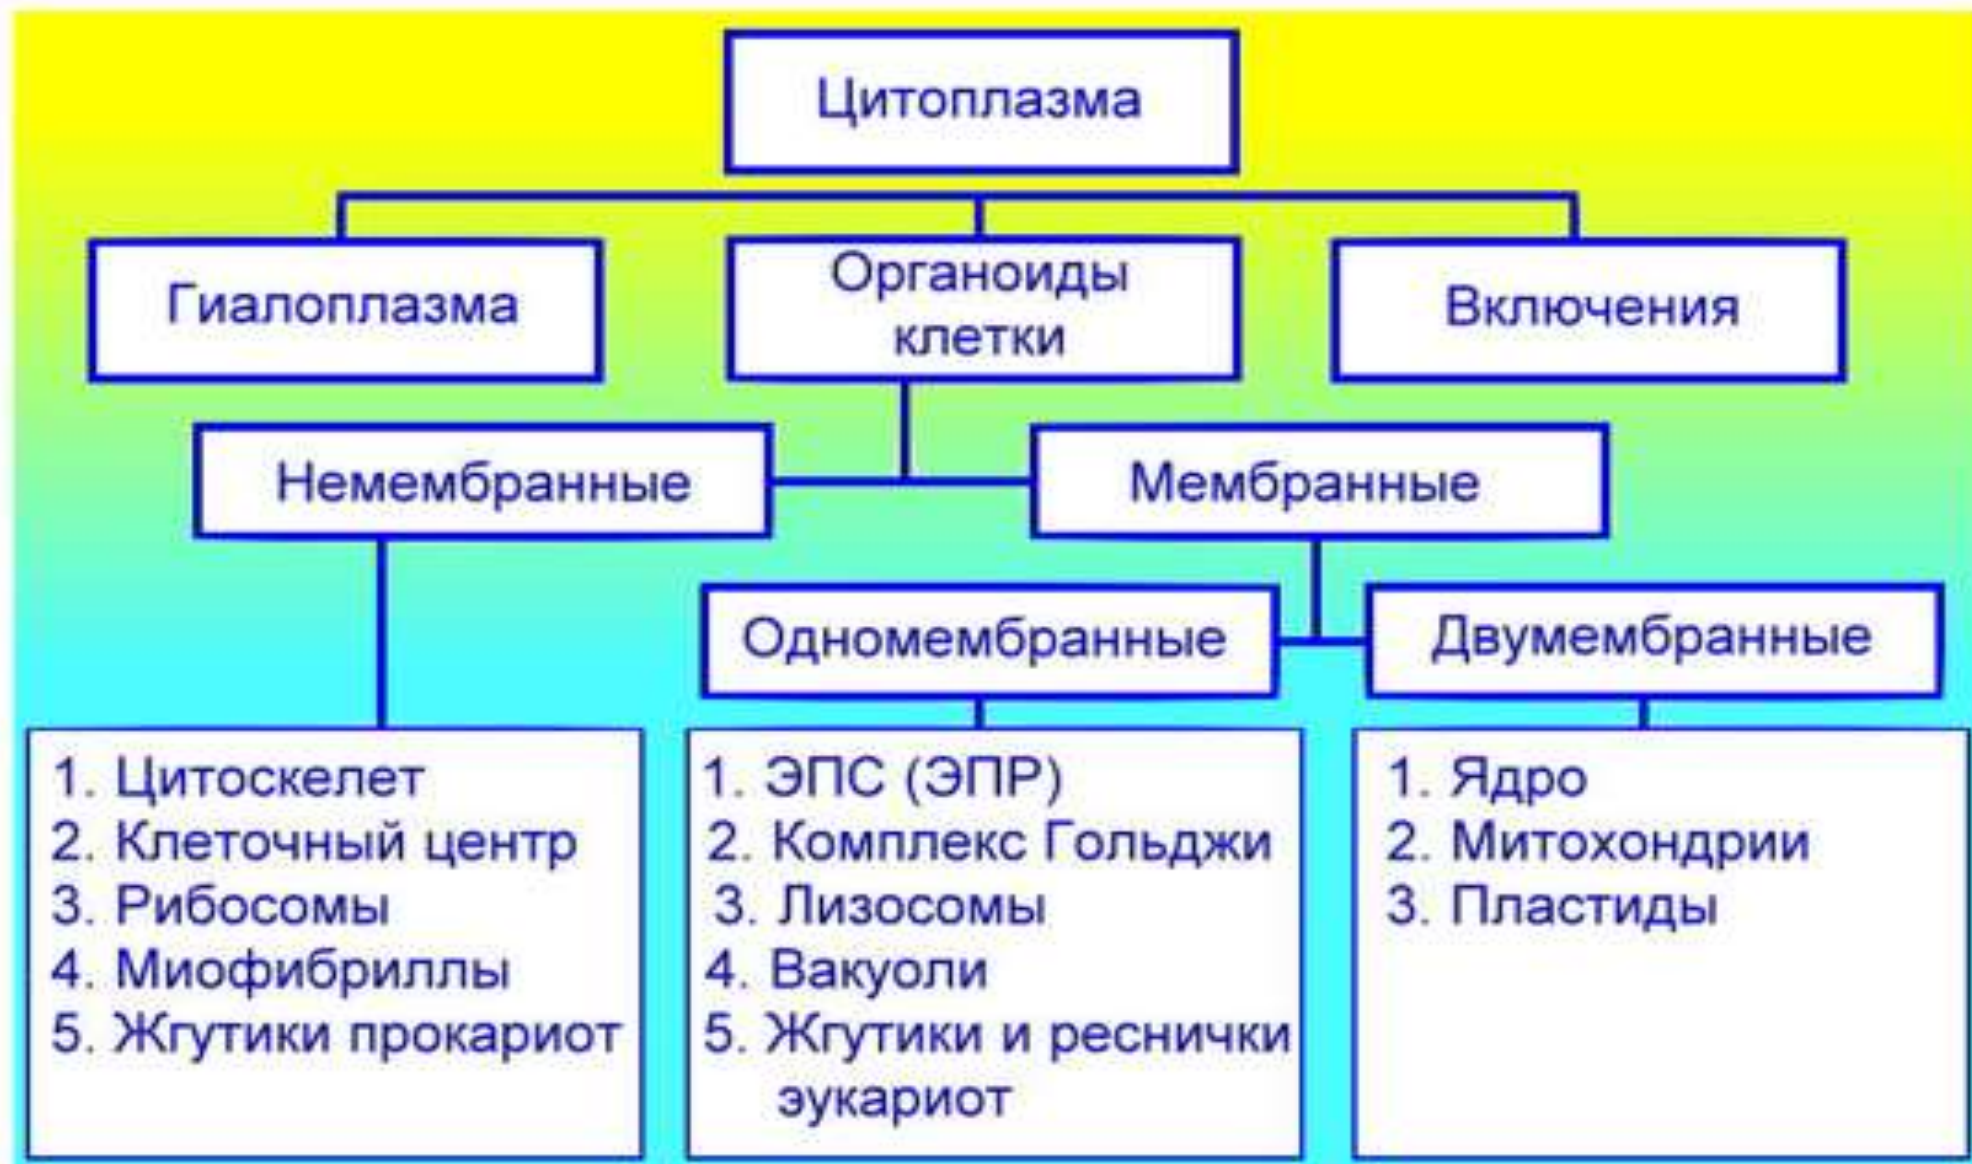 Цитоплазма
Гиалоплазма
Органоиды
клетки
Включения
Немембранные
Мембранные
Одномембранные
Двумембранные
1. Цитоскелет
2. Клеточный центр
3. Рибосомы
4. Миофибриллы
5. Жгутики прокариот
1. ЭПС (ЭПР)
2. Комплекс Гольджи
3. Лизосомы
4. Вакуоли
5. Жгутики и реснички
эукариот
1. Ядро
2. Митохондрии
3. Пластиды